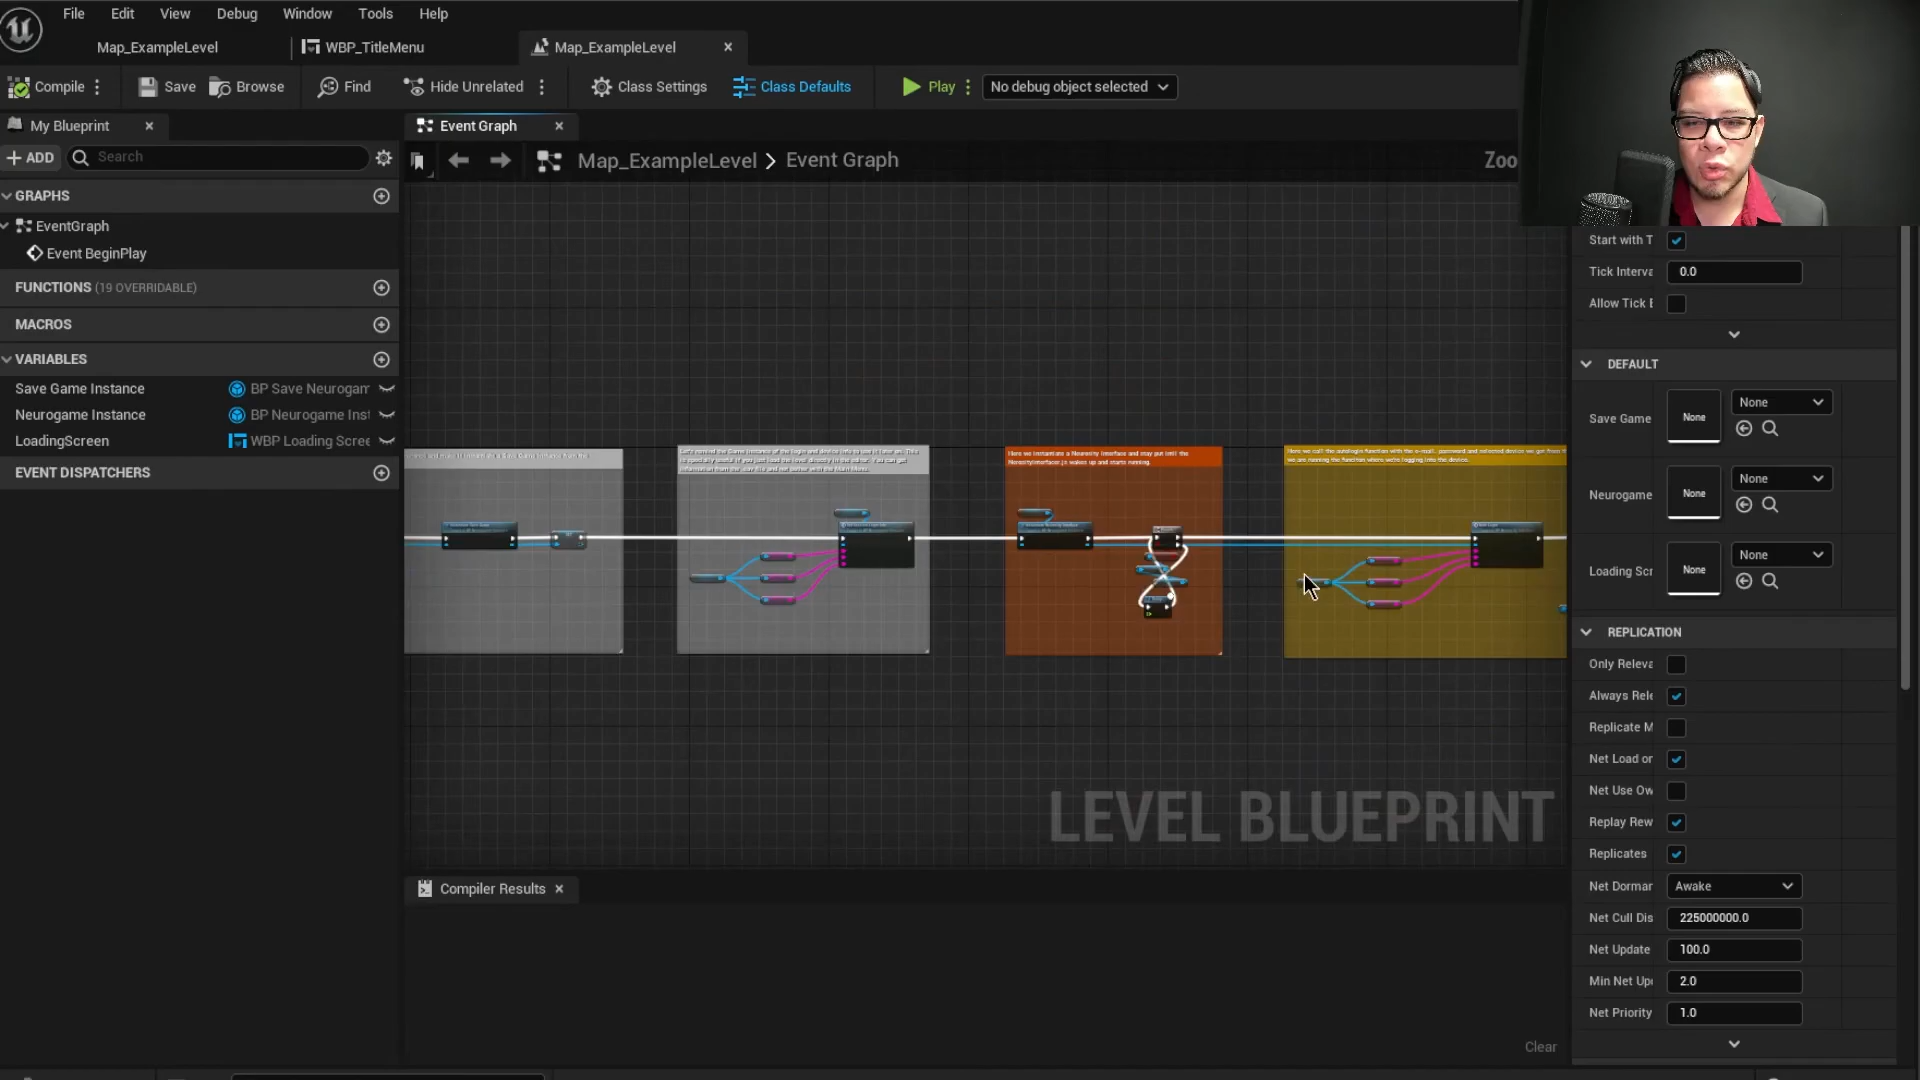 File Edit View Debug Window Tools Help
Map_ExampleLevel WBP_TitleMenu Map_ExampleLevel
Compile Save Browse Find Hide Unrelated Class Settings Class Defaults Play No debug object selected
My Blueprint Event Graph
ADD Search Map_ExampleLevel > Event Graph Zoo
GRAPHS
EventGraph
Event BeginPlay
FUNCTIONS (19 OVERRIDABLE)
MACROS
VARIABLES
Save Game Instance BP Save Neurogam
Neurogame Instance BP Neurogame Inst
LoadingScreen WBP Loading Scree
EVENT DISPATCHERS
LEVEL BLUEPRINT
Compiler Results
Clear
Start with T
Tick Interva 0.0
Allow Tick E
DEFAULT
Save Game None None
Neurogame None None
Loading Scr None None
REPLICATION
Only Releva
Always Rele
Replicate M
Net Load or
Net Use Ow
Replay Rew
Replicates
Net Dormar Awake
Net Cull Dis 225000000.0
Net Update 100.0
Min Net Up 2.0
Net Priority 1.0